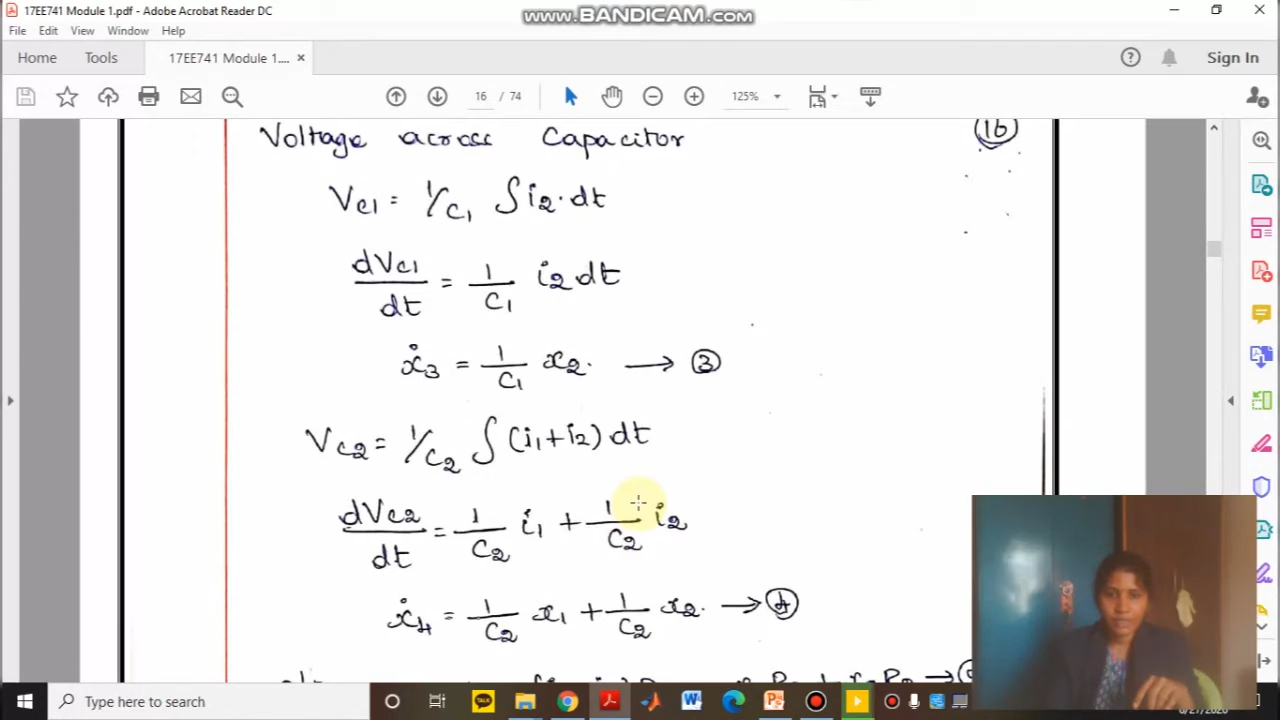 17EE741 Module 1.pdf - Adobe Acrobat Reader DC
www.BANDICAM.com
File Edit View Window Help
Home Tools 17EE741 Module 1.... × Sign In
16 / 74 125%
Voltage across Capacitor 16
Vc1 = 1/C1 ∫ i2. dt
dVc1/dt = 1/C1 i2 dt
ẋ3 = 1/C1 x2. → ③
Vc2 = 1/C2 ∫ (i1+i2) dt
dVc2/dt = 1/C2 i1 + 1/C2 i2
ẋ4 = 1/C2 x1 + 1/C2 x2. → ④
Type here to search